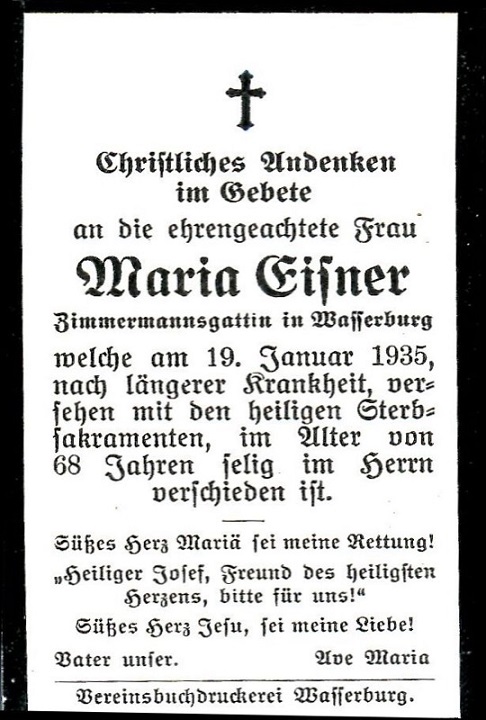 Christliches Andenken
im Gebete
an die ehrengeachtete Frau
Maria Eisner
Zimmermannsgattin in Wasserburg
welche am 19. Januar 1935,
nach längerer Krankheit, ver-
sehen mit den heiligen Sterb-
sakramenten, im Alter von
68 Jahren selig im Herrn
verschieden ist.
Süßes Herz Mariä sei meine Rettung!
„Heiliger Josef, Freund des heiligsten
Herzens, bitte für uns!“
Süßes Herz Jesu, sei meine Liebe!
Vater unser. Ave Maria
Vereinsbuchdruckerei Wasserburg.